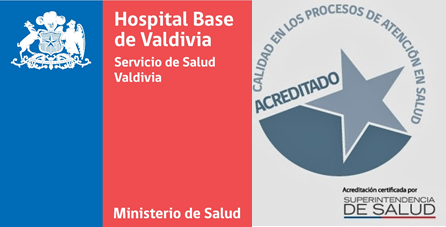 Hospital Base
de Valdivia
Servicio de Salud
Valdivia
Ministerio de Salud
CALIDAD EN LOS PROCESOS DE ATENCIÓN EN SALUD
ACREDITADO
Acreditación certificada por
SUPERINTENDENCIA
DE SALUD